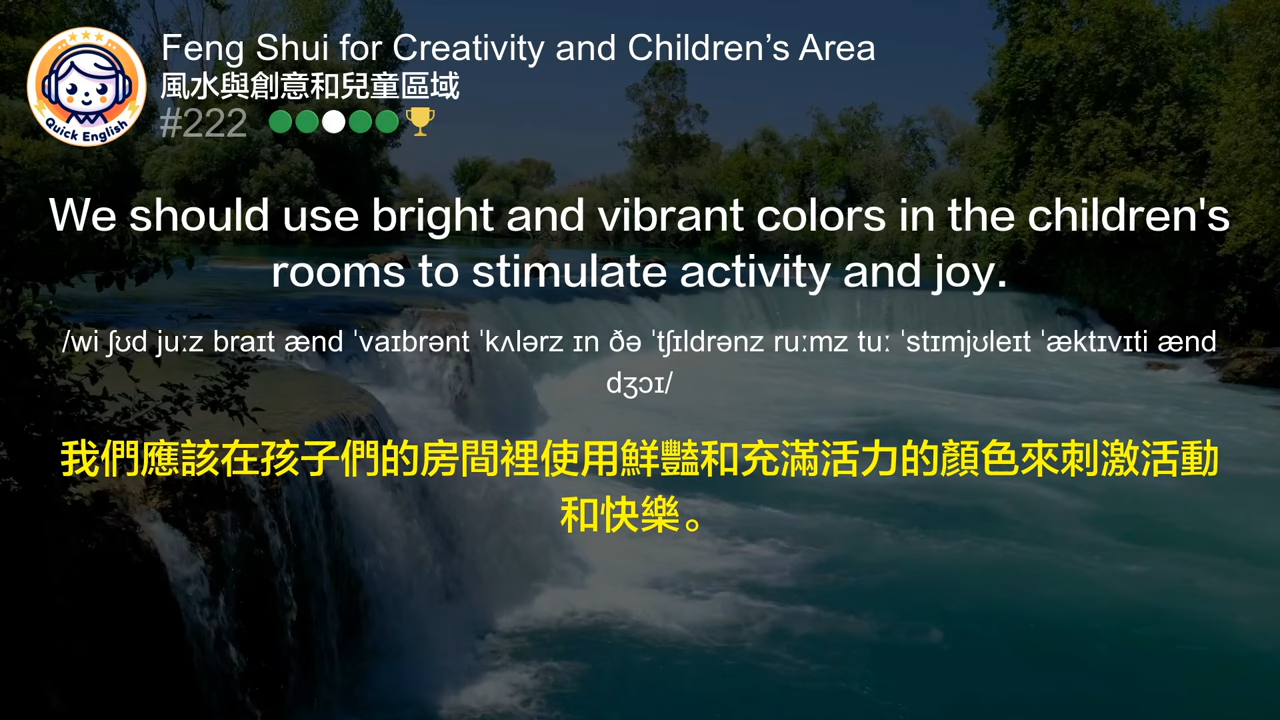 Feng Shui for Creativity and Children’s Area
風水與創意和兒童區域
#222
Quick English
We should use bright and vibrant colors in the children's
rooms to stimulate activity and joy.
/wi ʃʊd juːz braɪt ænd ˈvaɪbrənt ˈkʌlərz ɪn ðə ˈtʃɪldrənz ruːmz tuː ˈstɪmjʊleɪt ˈæktɪvɪti ænd
dʒɔɪ/
我們應該在孩子們的房間裡使用鮮豔和充滿活力的顏色來刺激活動
和快樂。